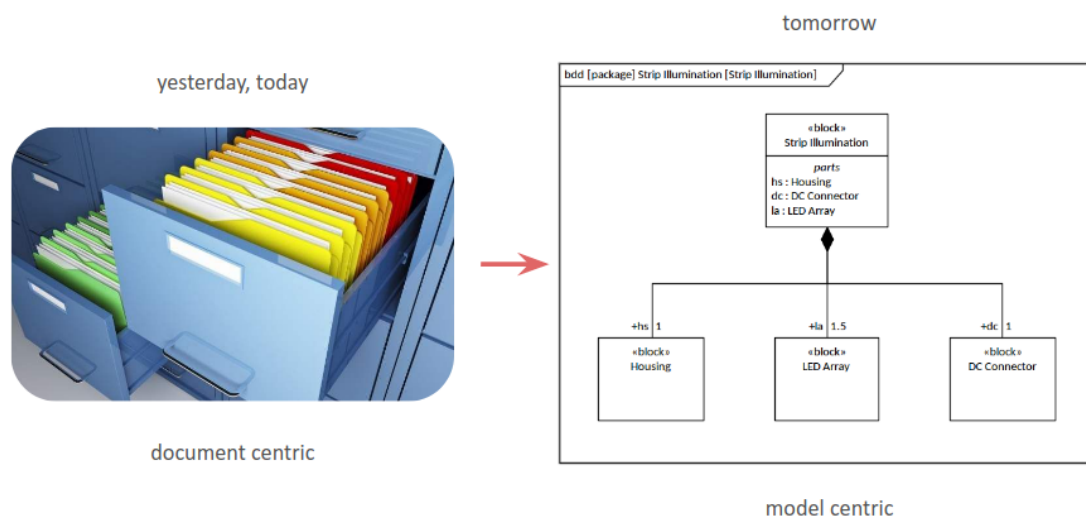 yesterday, today
document centric
tomorrow
bdd [package] Strip Illumination [Strip Illumination]
«block»
Strip Illumination
parts
hs : Housing
dc : DC Connector
la : LED Array
+hs 1
+la 1.5
+dc 1
«block»
Housing
«block»
LED Array
«block»
DC Connector
model centric